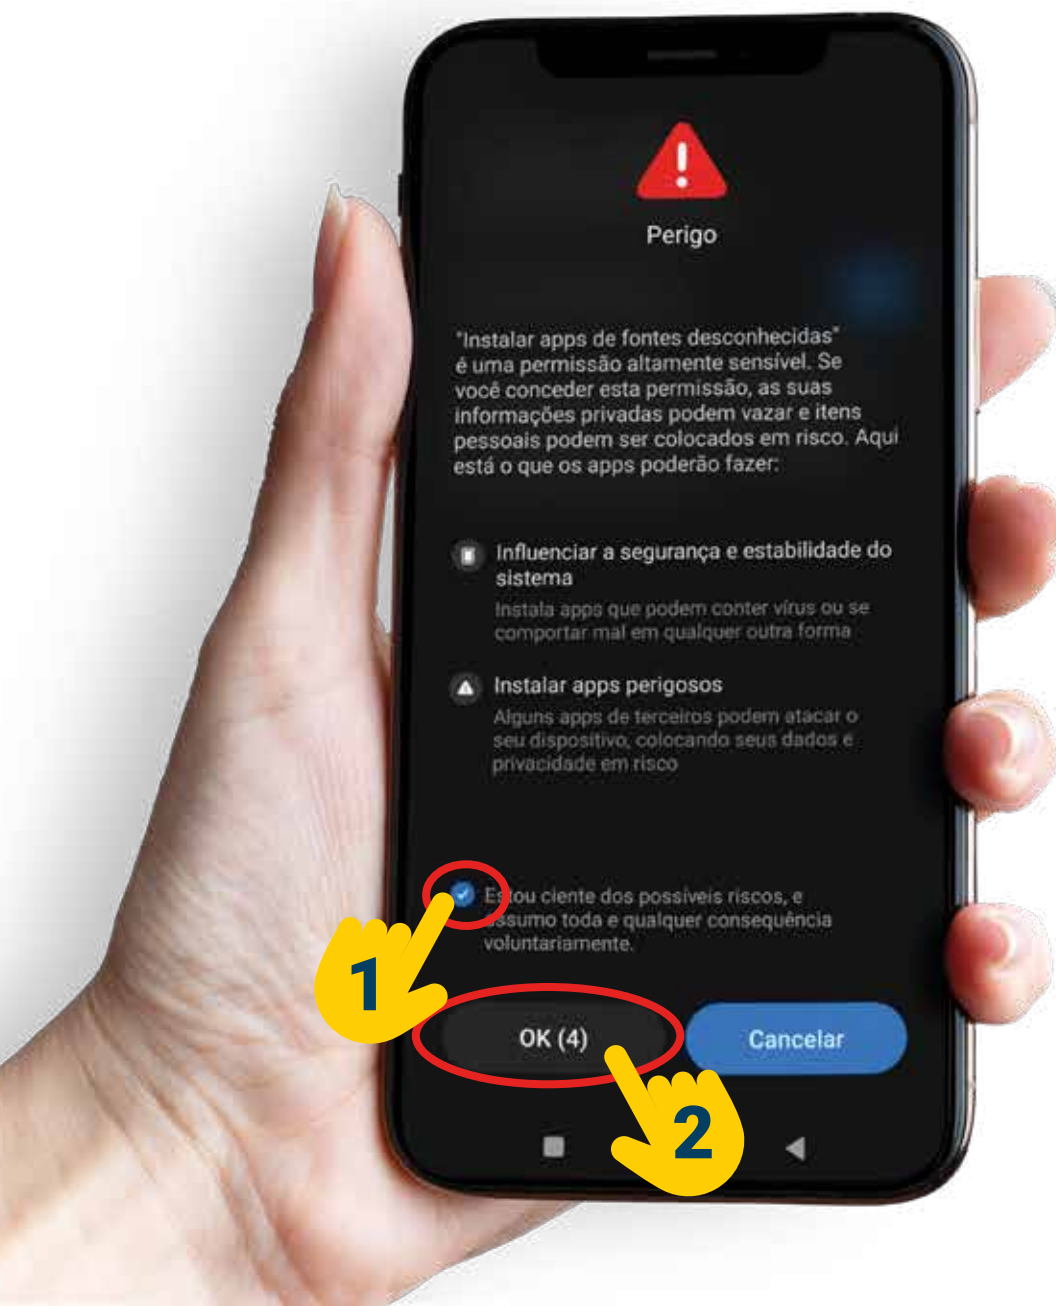 Perigo
"Instalar apps de fontes desconhecidas"
é uma permissão altamente sensível. Se
você conceder esta permissão, as suas
informações privadas podem vazar e itens
pessoais podem ser colocados em risco. Aqui
está o que os apps poderão fazer:
Influenciar a segurança e estabilidade do
sistema
Instala apps que podem conter vírus ou se
comportar mal em qualquer outra forma
Instalar apps perigosos
Alguns apps de terceiros podem atacar o
seu dispositivo, colocando seus dados e
privacidade em risco
Estou ciente dos possíveis riscos, e
assumo toda e qualquer consequência
voluntariamente.
1
OK (4)
Cancelar
2